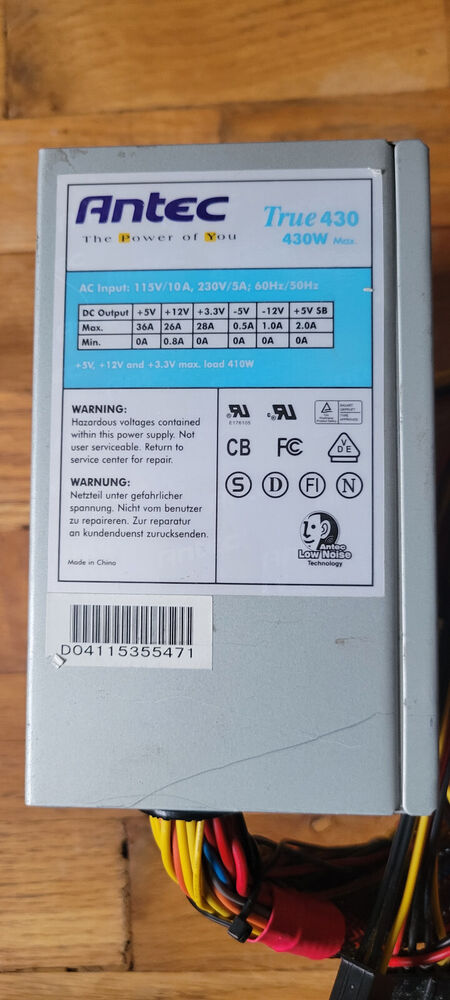 Antec
The Power of You
True 430
430W Max.
AC Input: 115V/10A, 230V/5A; 60Hz/50Hz
DC Output +5V +12V +3.3V -5V -12V +5V SB
Max. 36A 26A 28A 0.5A 1.0A 2.0A
Min. 0A 0.8A 0A 0A 0A 0A
+5V, +12V and +3.3V max. load 410W
WARNING:
Hazardous voltages contained
within this power supply. Not
user serviceable. Return to
service center for repair.
WARNUNG:
Netzteil unter gefahrlicher
spannung. Nicht vom benutzer
zu repaireren. Zur reparatur
an kundenduenst zurucksenden.
Made in China
E176105
CB FC VDE
S D FI N
Antec
Low Noise
Technology
D04115355471